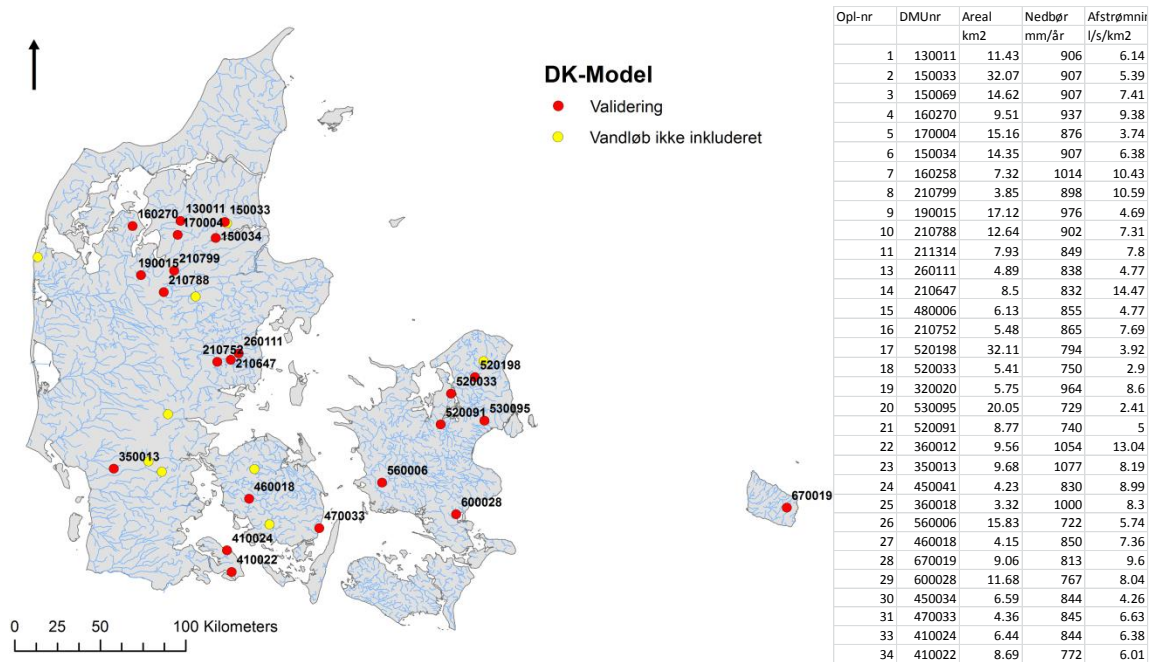 DK-Model
Validering
Vandløb ikke inkluderet
160270
130011
150033
170004
150034
190015
210799
210788
260111
210752
210647
520198
520033
530095
520091
350013
560006
460018
600028
470033
410024
410022
670019
0 25 50 100 Kilometers
Opl-nr DMUnr Areal Nedbør Afstrømni
km2 mm/år l/s/km2
1 130011 11.43 906 6.14
2 150033 32.07 907 5.39
3 150069 14.62 907 7.41
4 160270 9.51 937 9.38
5 170004 15.16 876 3.74
6 150034 14.35 907 6.38
7 160258 7.32 1014 10.43
8 210799 3.85 898 10.59
9 190015 17.12 976 4.69
10 210788 12.64 902 7.31
11 211314 7.93 849 7.8
13 260111 4.89 838 4.77
14 210647 8.5 832 14.47
15 480006 6.13 855 4.77
16 210752 5.48 865 7.69
17 520198 32.11 794 3.92
18 520033 5.41 750 2.9
19 320020 5.75 964 8.6
20 530095 20.05 729 2.41
21 520091 8.77 740 5
22 360012 9.56 1054 13.04
23 350013 9.68 1077 8.19
24 450041 4.23 830 8.99
25 360018 3.32 1000 8.3
26 560006 15.83 722 5.74
27 460018 4.15 850 7.36
28 670019 9.06 813 9.6
29 600028 11.68 767 8.04
30 450034 6.59 844 4.26
31 470033 4.36 845 6.63
33 410024 6.44 844 6.38
34 410022 8.69 772 6.01